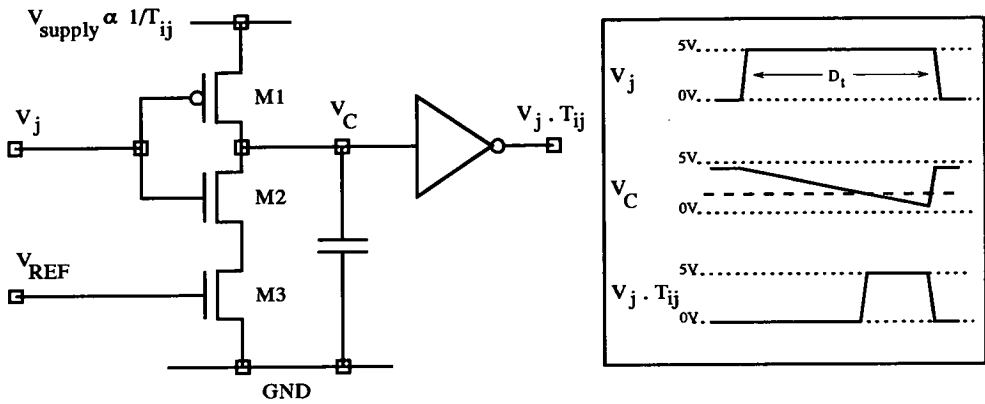 V_supply α 1/T_ij
M1
V_j
V_C
V_j . T_ij
M2
V_REF
M3
GND
5V
V_j
D_t
0V
5V
V_C
0V
5V
V_j . T_ij
0V